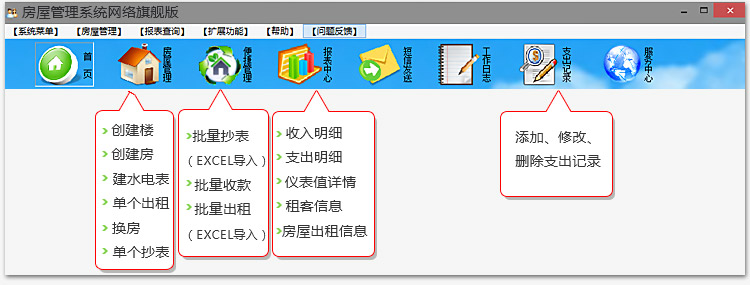 房屋管理系统网络旗舰版
【系统菜单】 【房屋管理】 【报表查询】 【扩展功能】 【帮助】 【问题反馈】
首页
房屋管理
便捷管理
报表中心
短信发送
工作日志
支出记录
服务中心
创建楼
创建房
建水电表
单个出租
换房
单个抄表
批量抄表
（EXCEL导入）
批量收款
批量出租
（EXCEL导入）
收入明细
支出明细
仪表值详情
租客信息
房屋出租信息
添加、修改、
删除支出记录